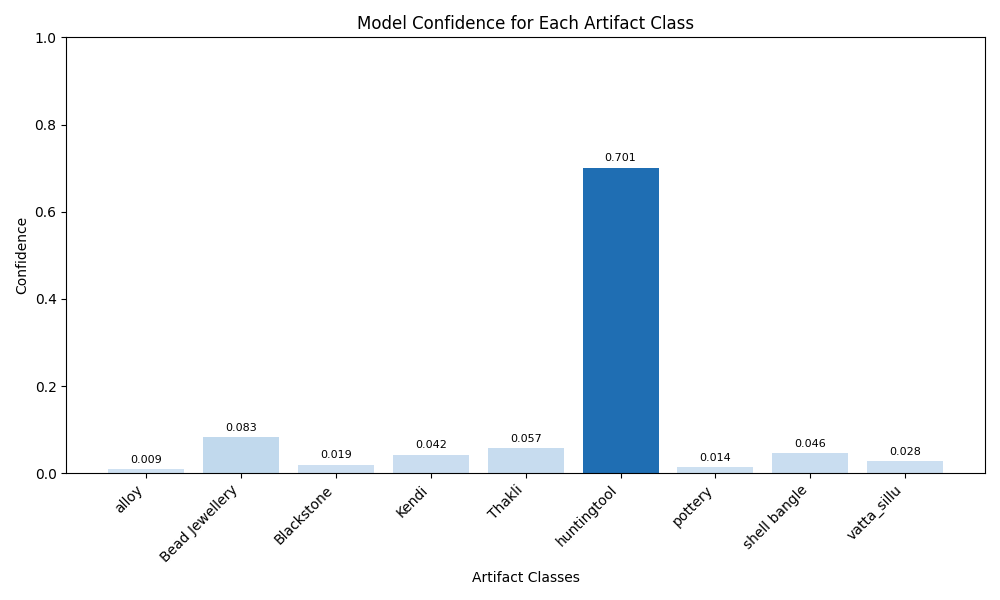 Model Confidence for Each Artifact Class
1.0
0.8
0.6
0.4
0.2
0.0
Confidence
0.009
0.083
0.019
0.042
0.057
0.701
0.014
0.046
0.028
alloy
Bead Jewellery
Blackstone
Kendi
Thakli
huntingtool
pottery
shell bangle
vatta_sillu
Artifact Classes